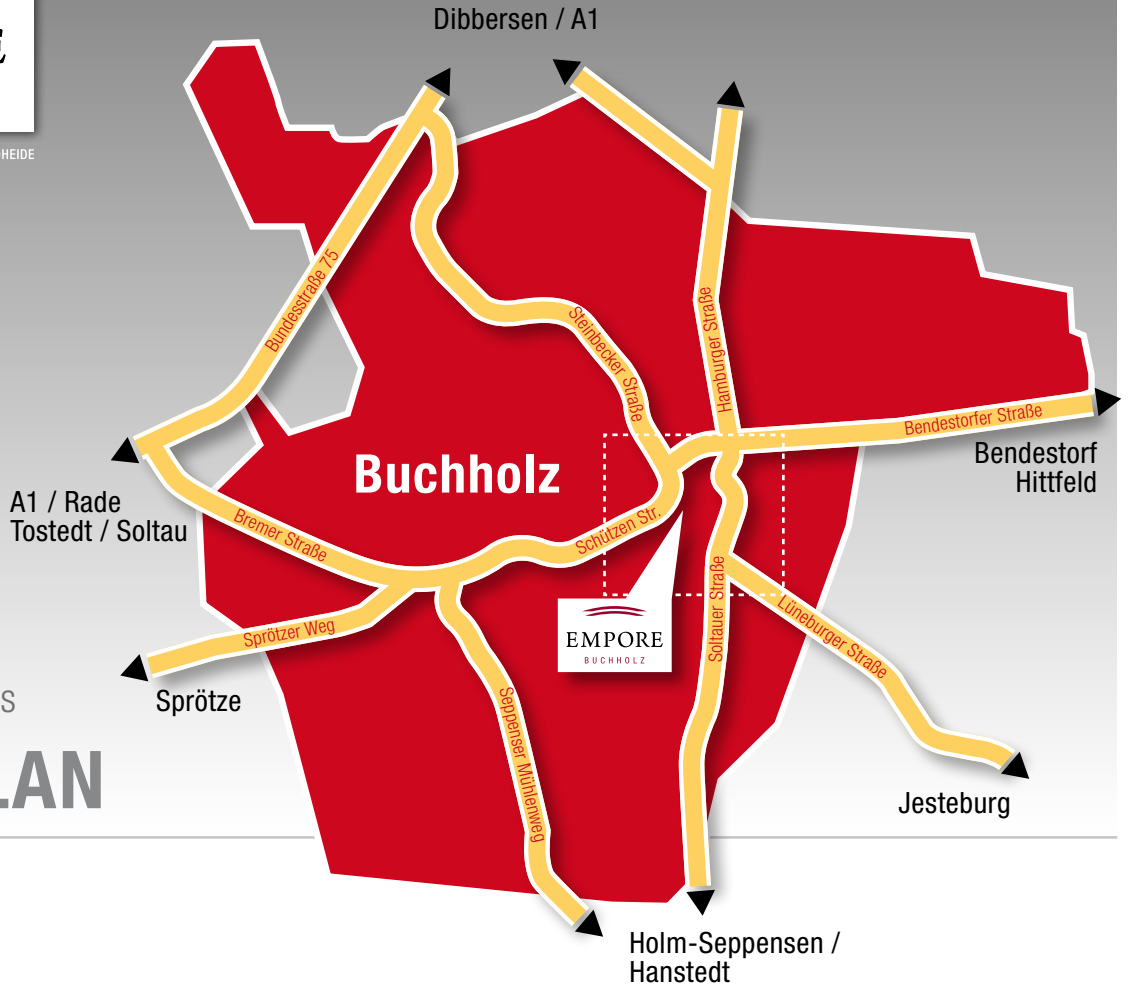 Dibbersen / A1
HEIDE
Bundesstraße 75
Steinbecker Straße
Hamburger Straße
Bendestorfer Straße
Bendestorf
Hittfeld
Buchholz
A1 / Rade
Tostedt / Soltau
Bremer Straße
Schützen Str.
Soltauer Straße
Lüneburger Straße
EMPORE
BUCHHOLZ
Sprötzer Weg
Sprötze
Seppenser Mühlenweg
S
LAN
Jesteburg
Holm-Seppensen /
Hanstedt